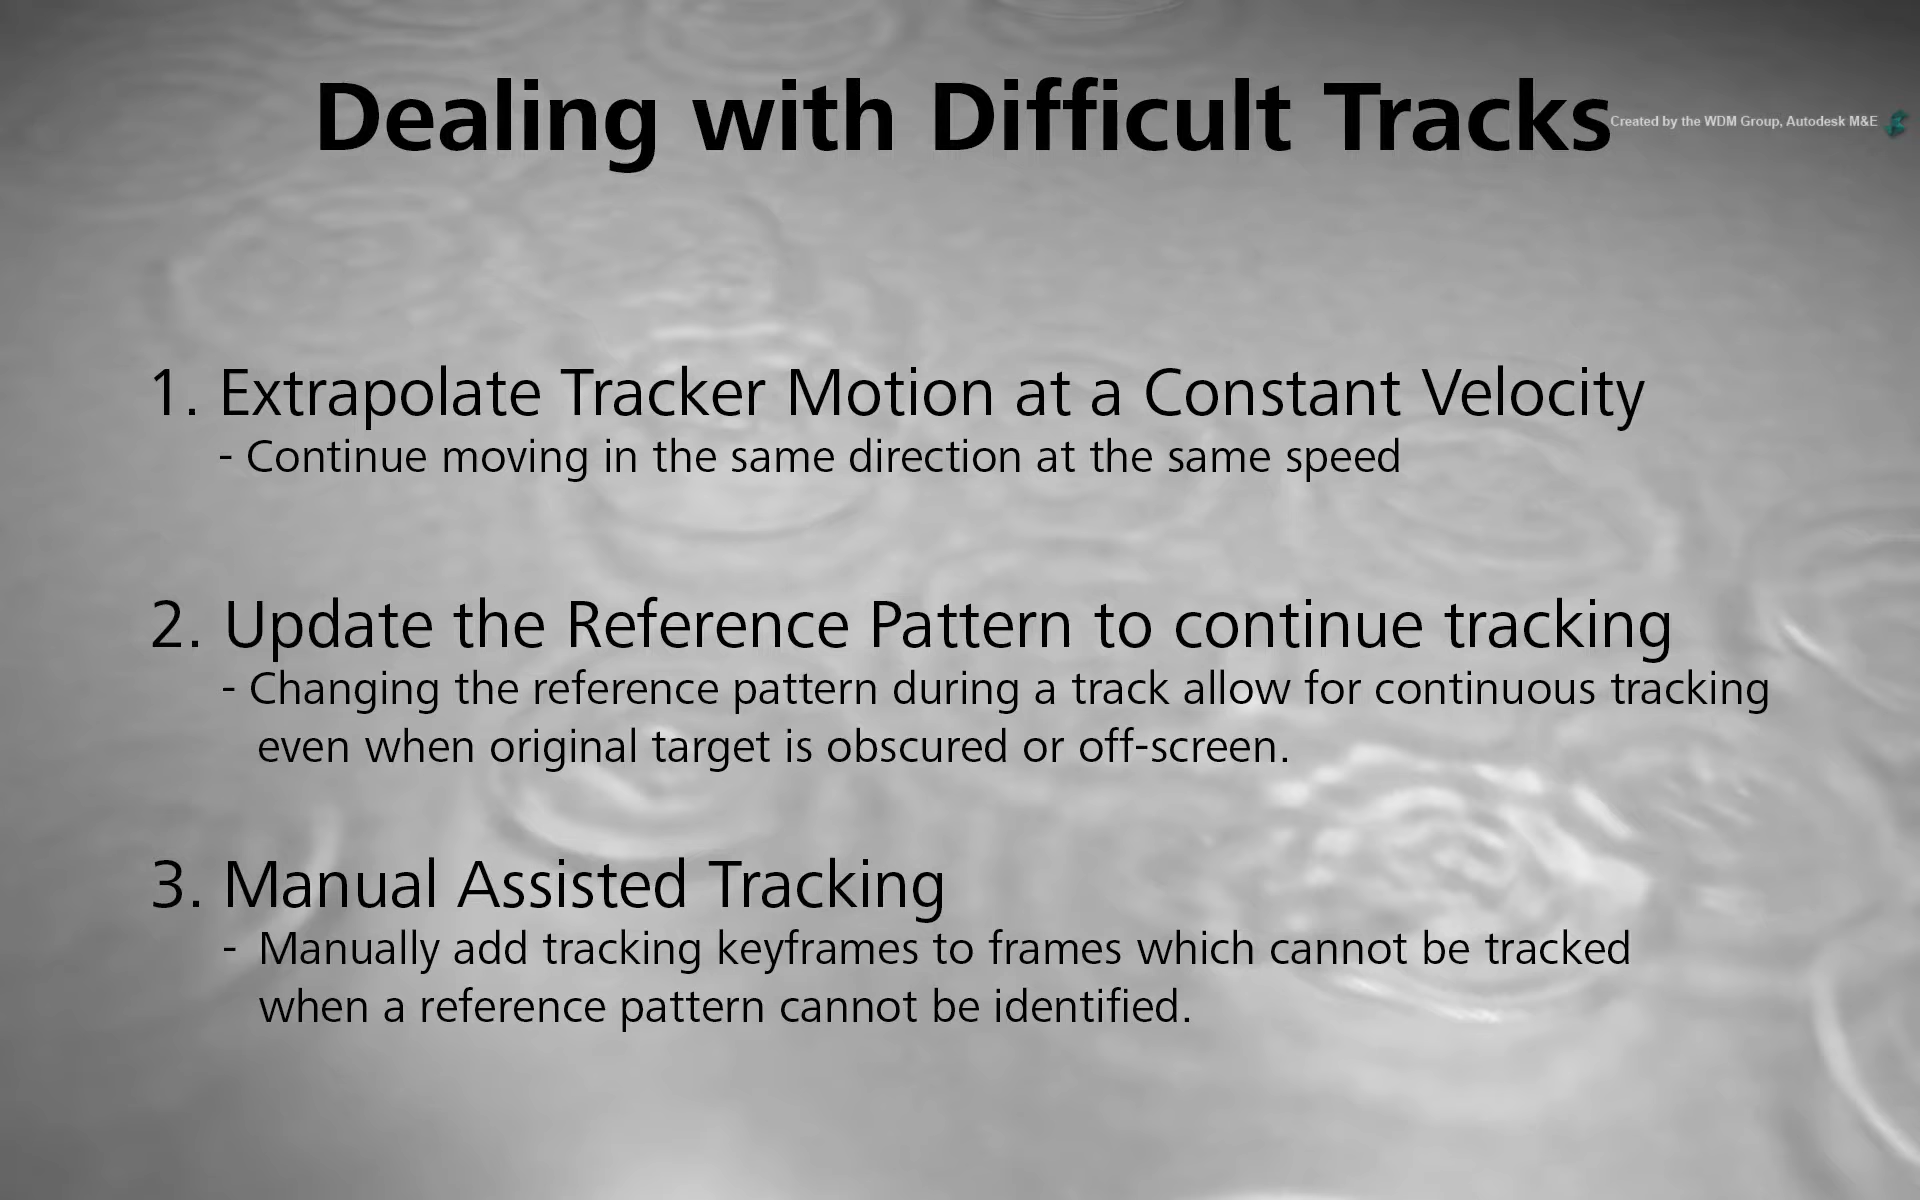 Dealing with Difficult Tracks
Created by the WDM Group, Autodesk M&E
1. Extrapolate Tracker Motion at a Constant Velocity
- Continue moving in the same direction at the same speed
2. Update the Reference Pattern to continue tracking
- Changing the reference pattern during a track allow for continuous tracking
even when original target is obscured or off-screen.
3. Manual Assisted Tracking
- Manually add tracking keyframes to frames which cannot be tracked
when a reference pattern cannot be identified.